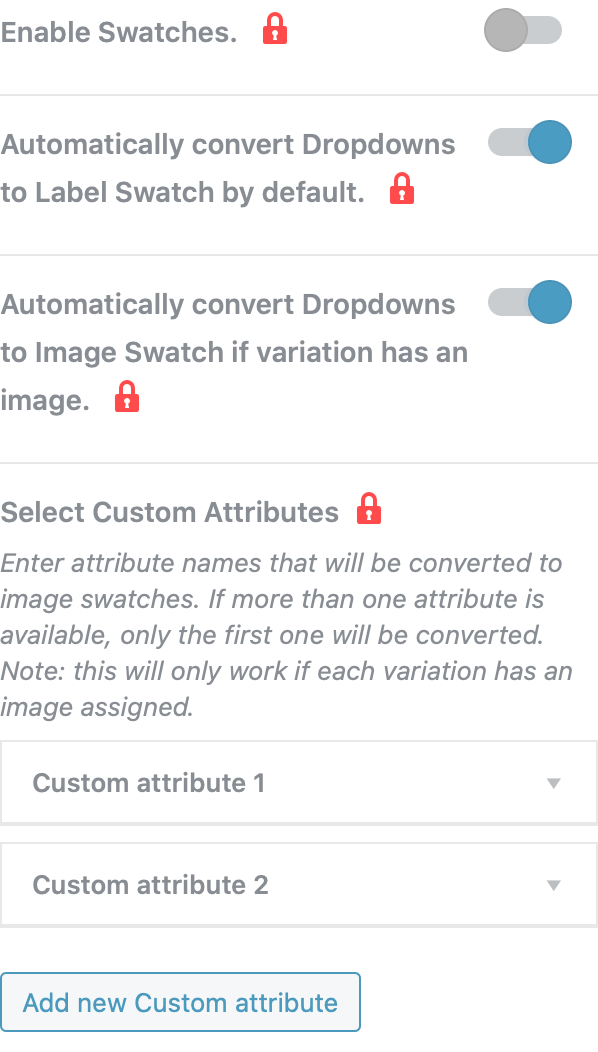 Enable Swatches.
Automatically convert Dropdowns
to Label Swatch by default.
Automatically convert Dropdowns
to Image Swatch if variation has an
image.
Select Custom Attributes
Enter attribute names that will be converted to
image swatches. If more than one attribute is
available, only the first one will be converted.
Note: this will only work if each variation has an
image assigned.
Custom attribute 1
Custom attribute 2
Add new Custom attribute